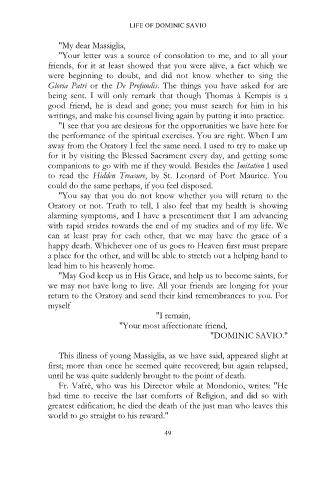 LIFE OF DOMINIC SAVIO
"My dear Massiglia,
"Your letter was a source of consolation to me, and to all your
friends, for it at least showed that you were alive, a fact which we
were beginning to doubt, and did not know whether to sing the
Gloria Patri or the De Profundis. The things you have asked for are
being sent. I will only remark that though Thomas à Kempis is a
good friend, he is dead and gone; you must search for him in his
writings, and make his counsel living again by putting it into practice.
"I see that you are desirous for the opportunities we have here for
the performance of the spiritual exercises. You are right. When I am
away from the Oratory I feel the same need. I used to try to make up
for it by visiting the Blessed Sacrament every day, and getting some
companions to go with me if they would. Besides the Imitation I used
to read the Hidden Treasure, by St. Leonard of Port Maurice. You
could do the same perhaps, if you feel disposed.
"You say that you do not know whether you will return to the
Oratory or not. Truth to tell, I also feel that my health is showing
alarming symptoms, and I have a presentiment that I am advancing
with rapid strides towards the end of my studies and of my life. We
can at least pray for each other, that we may have the grace of a
happy death. Whichever one of us goes to Heaven first must prepare
a place for the other, and will be able to stretch out a helping hand to
lead him to his heavenly home.
"May God keep us in His Grace, and help us to become saints, for
we may not have long to live. All your friends are longing for your
return to the Oratory and send their kind remembrances to you. For
myself
"I remain,
"Your most affectionate friend,
"DOMINIC SAVIO."
This illness of young Massiglia, as we have said, appeared slight at
first; more than once he seemed quite recovered; but again relapsed,
until he was quite suddenly brought to the point of death.
Fr. Vafrè, who was his Director while at Mondonio, writes: "He
had time to receive the last comforts of Religion, and did so with
greatest edification; he died the death of the just man who leaves this
world to go straight to his reward."
49